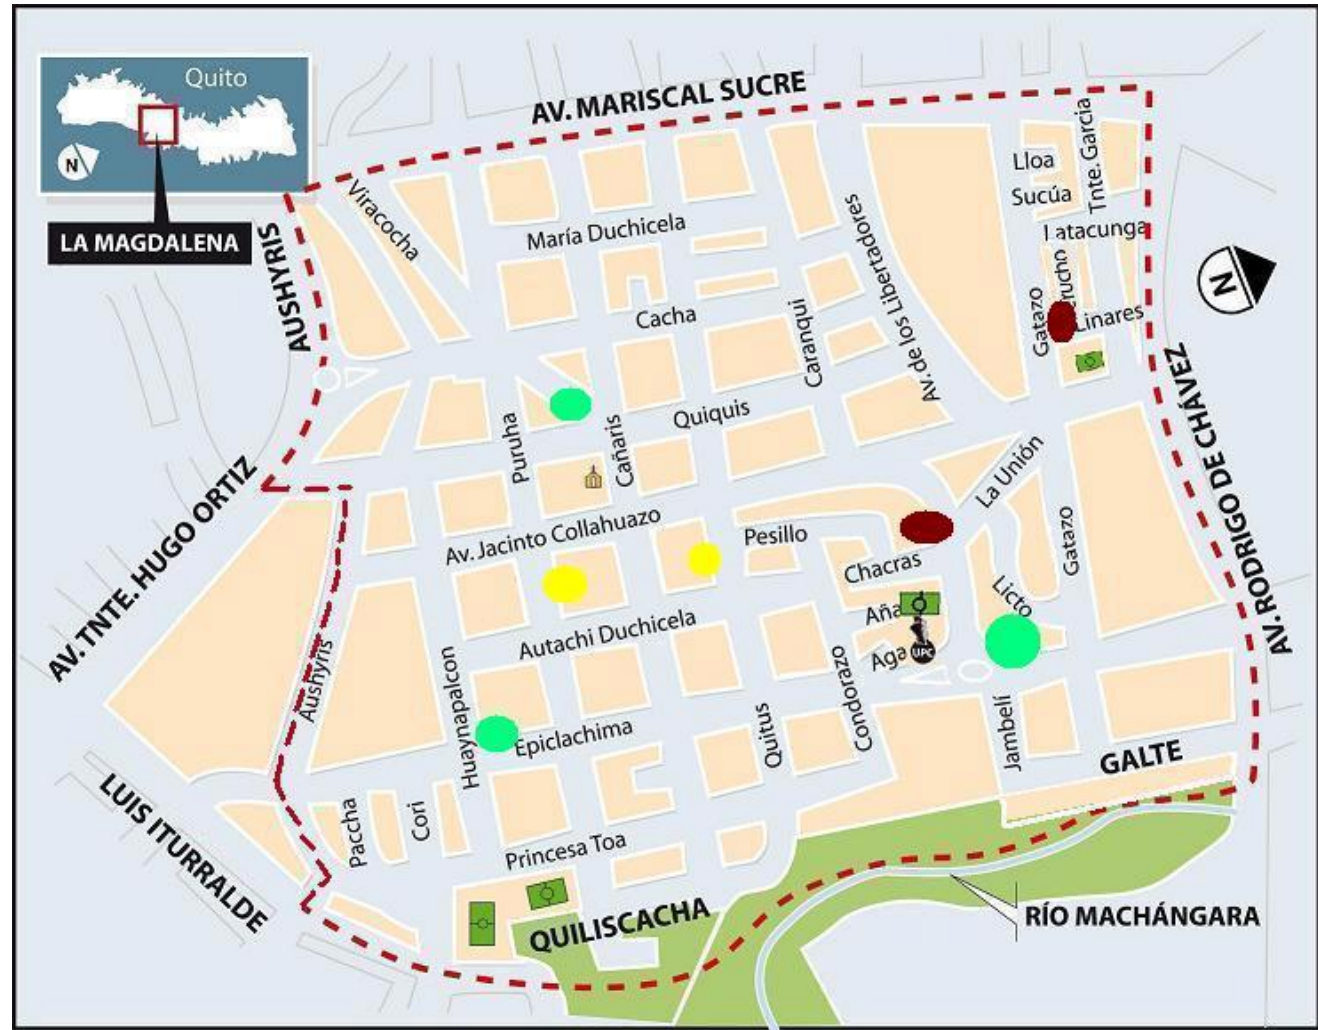 Quito
N
LA MAGDALENA
AV. MARISCAL SUCRE
Viracocha
AUSHYRIS
María Duchicela
Cacha
Caranqui
Av. de los Libertadores
Lloa
Sucúa
Tnte. García
Latacunga
Gatazo
Linares
N
Puruha
Cañaris
Quiquis
AV. RODRIGO DE CHÁVEZ
AV. TNTE. HUGO ORTIZ
Av. Jacinto Collahuazo
Pesillo
La Unión
Chacras
Gatazo
Licto
Aña
Aga
UPC
Autachi Duchicela
Aushyris
Huaynapalcon
Epiclachima
Quitus
Condorazo
Jambelí
GALTE
LUIS ITURRALDE
Paccha
Cori
Princesa Toa
QUILISCACHA
RÍO MACHÁNGARA